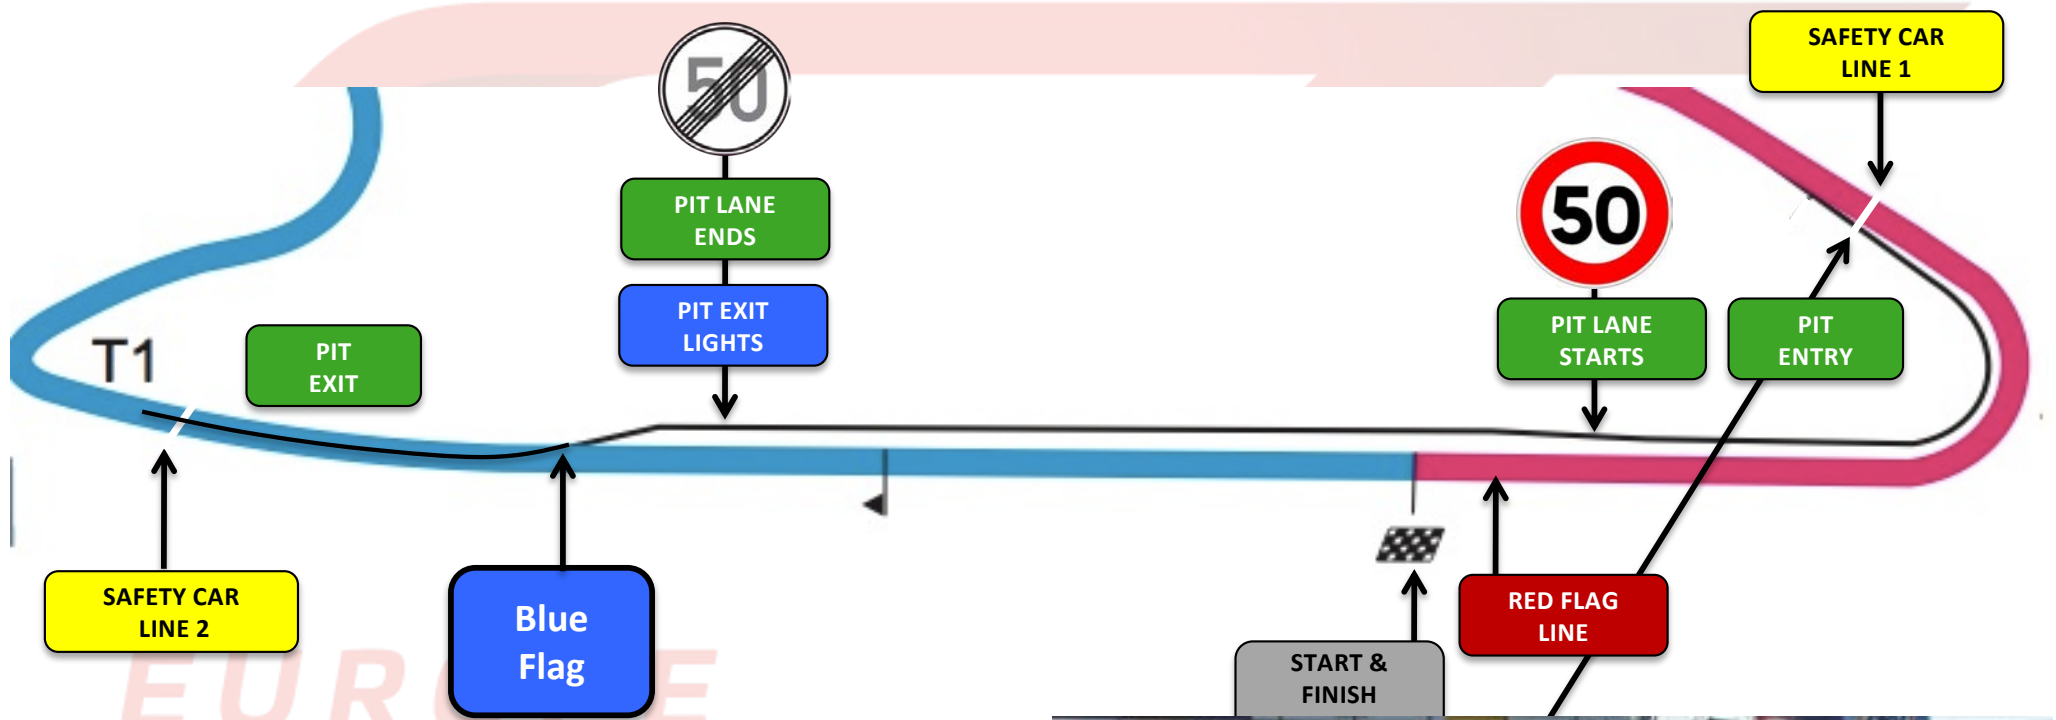 SAFETY CAR
LINE 1
50
PIT LANE
ENDS
50
PIT EXIT
LIGHTS
PIT LANE
STARTS
PIT
ENTRY
T1
PIT
EXIT
SAFETY CAR
LINE 2
Blue
Flag
RED FLAG
LINE
START &
FINISH